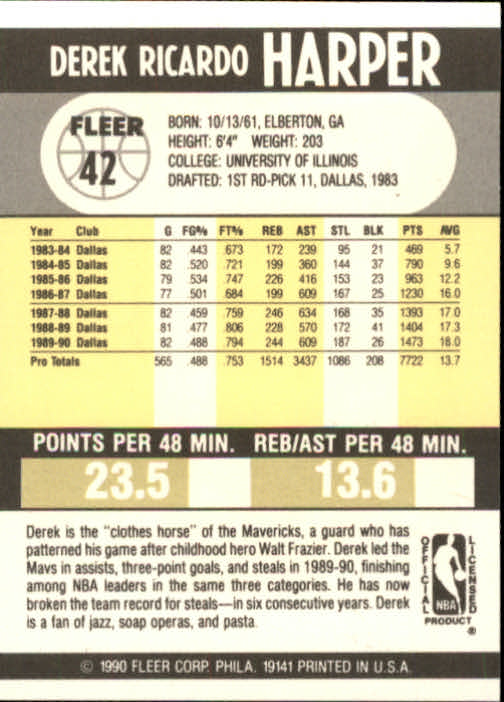 DEREK RICARDO HARPER
FLEER
42
BORN: 10/13/61, ELBERTON, GA
HEIGHT: 6'4" WEIGHT: 203
COLLEGE: UNIVERSITY OF ILLINOIS
DRAFTED: 1ST RD-PICK 11, DALLAS, 1983
Year Club G FG% FT% REB AST STL BLK PTS AVG
1983-84 Dallas 82 .443 .673 172 239 95 21 469 5.7
1984-85 Dallas 82 .520 .721 199 360 144 37 790 9.6
1985-86 Dallas 79 .534 .747 226 416 153 23 963 12.2
1986-87 Dallas 77 .501 .684 199 609 167 25 1230 16.0
1987-88 Dallas 82 .459 .759 246 634 168 35 1393 17.0
1988-89 Dallas 81 .477 .806 228 570 172 41 1404 17.3
1989-90 Dallas 82 .488 .794 244 609 187 26 1473 18.0
Pro Totals 565 .488 .753 1514 3437 1086 208 7722 13.7
POINTS PER 48 MIN. REB/AST PER 48 MIN.
23.5 13.6
Derek is the "clothes horse" of the Mavericks, a guard who has
patterned his game after childhood hero Walt Frazier. Derek led the
Mavs in assists, three-point goals, and steals in 1989-90, finishing
among NBA leaders in the same three categories. He has now
broken the team record for steals—in six consecutive years. Derek
is a fan of jazz, soap operas, and pasta.
OFFICIAL
LICENSED
NBA
PRODUCT
®
© 1990 FLEER CORP. PHILA. 19141 PRINTED IN U.S.A.